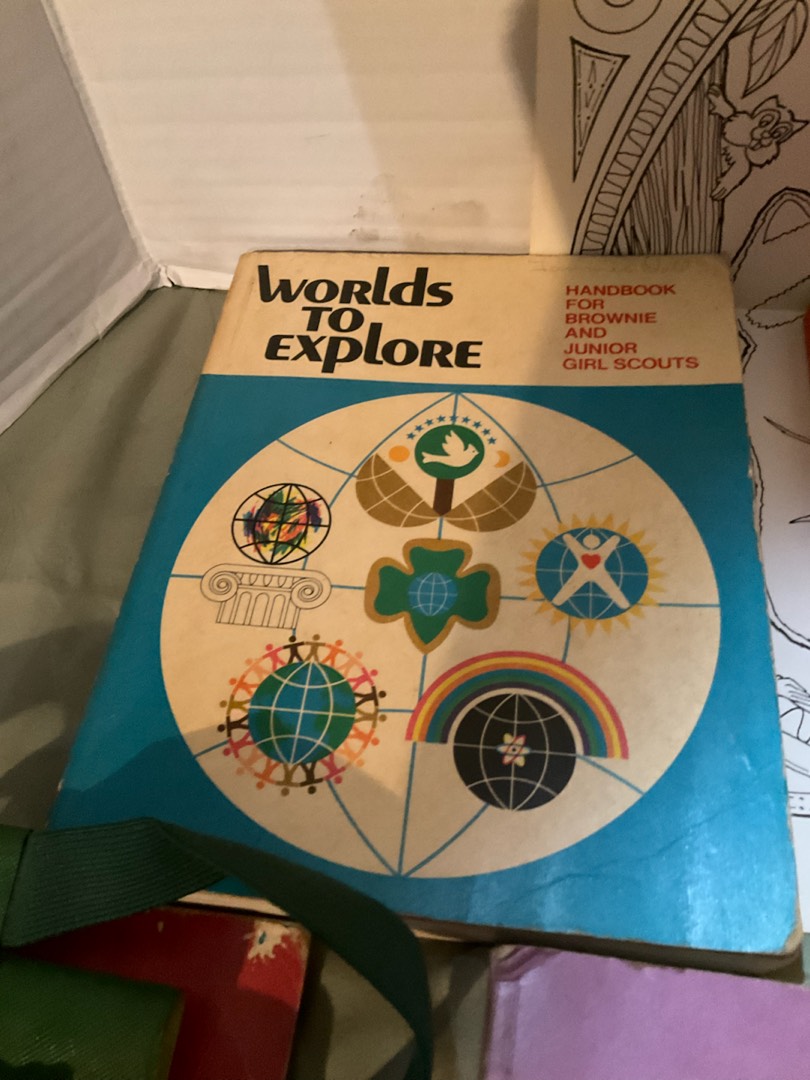 Worlds
to
Explore
HANDBOOK
FOR
BROWNIE
AND
JUNIOR
GIRL SCOUTS